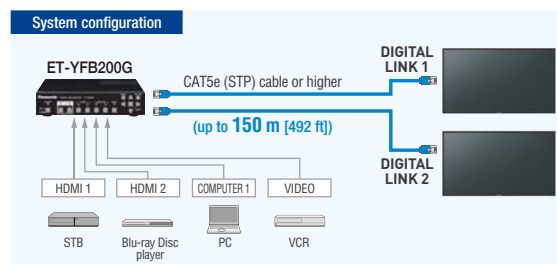 System configuration
ET-YFB200G
Panasonic
CAT5e (STP) cable or higher
(up to 150 m [492 ft])
DIGITAL
LINK 1
DIGITAL
LINK 2
HDMI 1
HDMI 2
COMPUTER 1
VIDEO
STB
Blu-ray Disc
player
PC
VCR